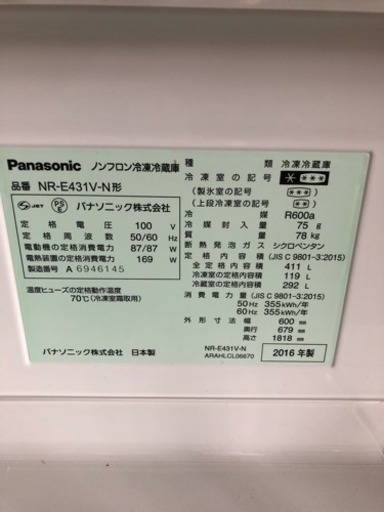 Panasonic ノンフロン冷凍冷蔵庫
品番 NR-E431V-N形
JET PSE パナソニック株式会社
定格電圧 100 V
定格周波数 50/60 Hz
電動機の定格消費電力 87/87 W
電熱装置の定格消費電力 169 W
製造番号 A 6946145
温度ヒューズの定格動作温度
70℃(冷凍室霜取用)
パナソニック株式会社 日本製
種類 冷凍冷蔵庫
冷凍室の記号
(製氷室の記号)
(上段冷凍室の記号)
冷媒 R600a
冷媒封入量 75 g
質量 78 kg
断熱発泡ガス シクロペンタン
定格内容積 (JIS C 9801-3:2015)
全定格内容積 411 L
冷凍室の定格内容積 119 L
冷蔵室の定格内容積 292 L
消費電力量 (JIS C 9801-3:2015)
50Hz 355kWh/年
60Hz 355kWh/年
外形寸法 幅 600 mm
奥行 679 mm
高さ 1818 mm
NR-E431V-N
ARAHLCL06670
2016 年製